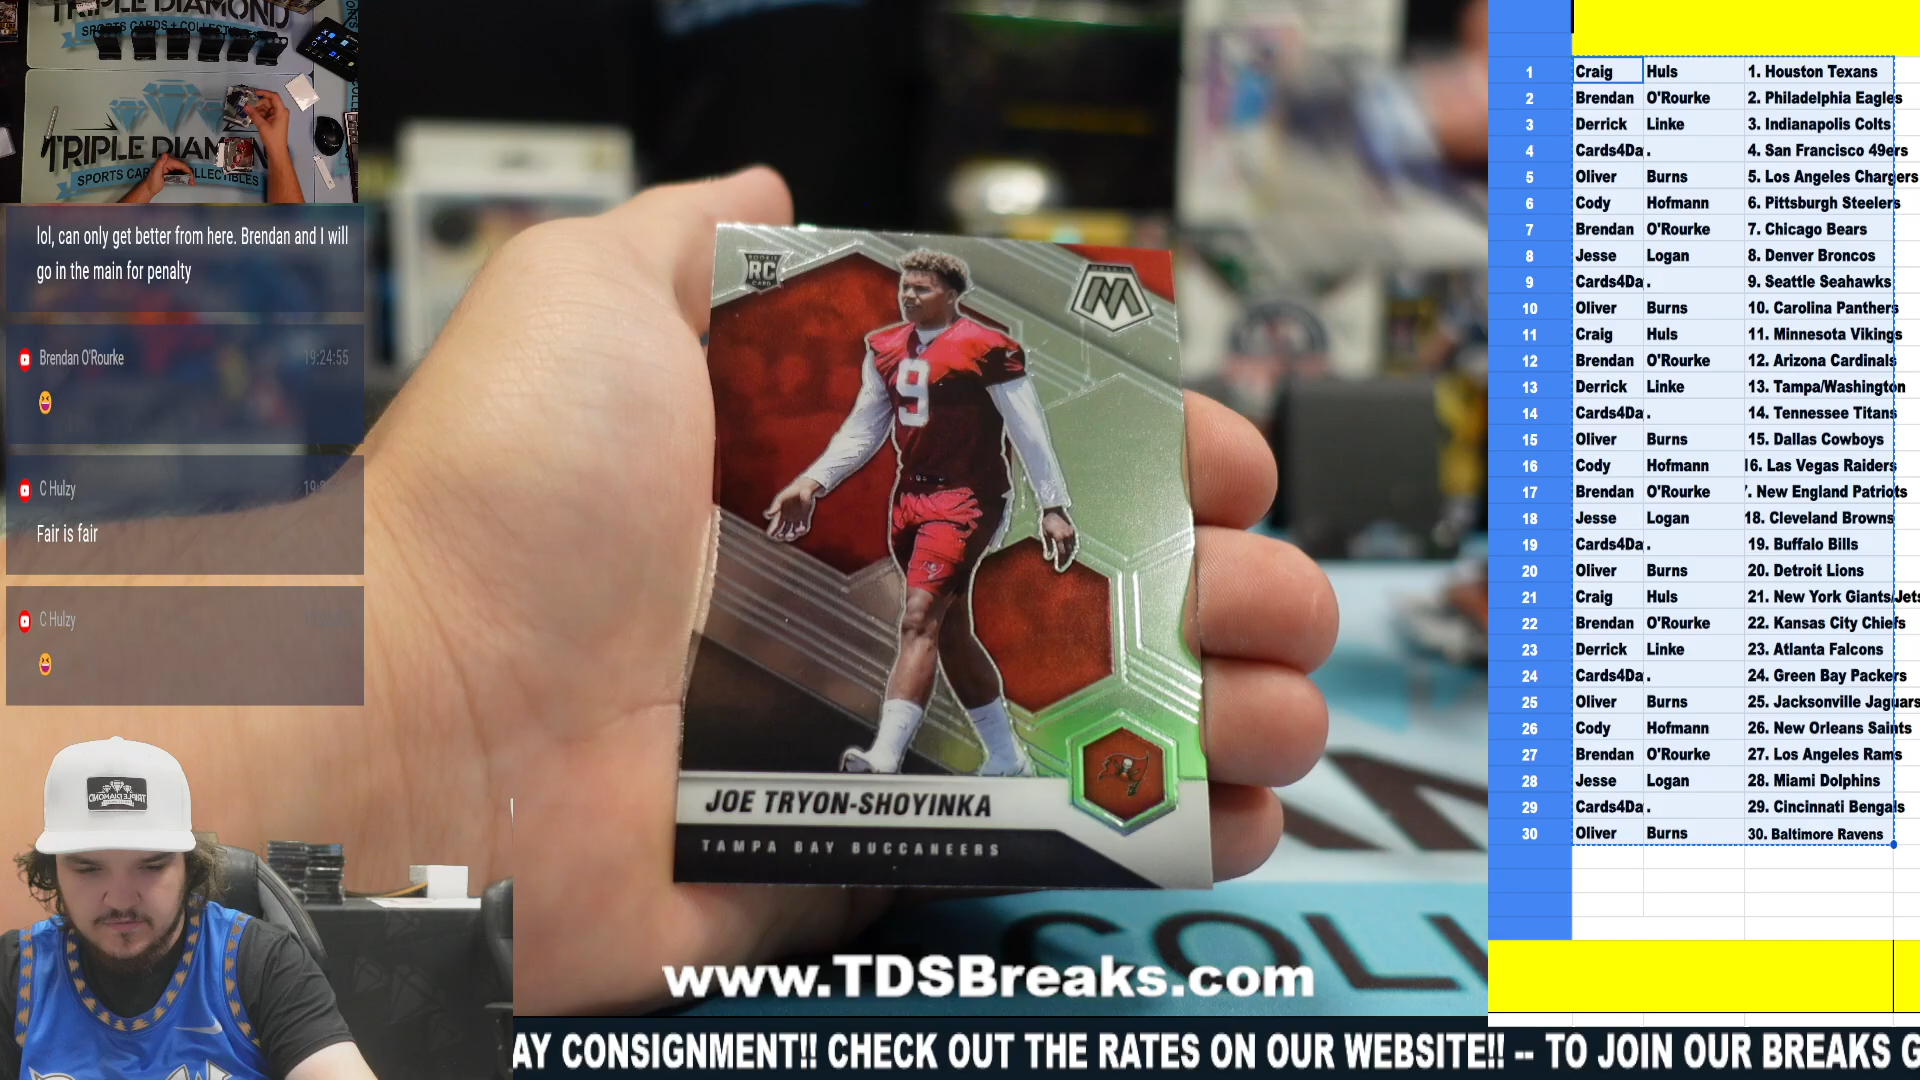 TRIPLE DIAMOND
SPORTS CARDS + COLLECTIBLES
TRIPLE DIAMOND
lol, can only get better from here. Brendan and I will
go in the main for penalty
Brendan O'Rourke 19:24:55
C Hulzy
Fair is fair
C Hulzy
RC
CARD
9
JOE TRYON-SHOYINKA
TAMPA BAY BUCCANEERS
www.TDSBreaks.com
AY CONSIGNMENT!! CHECK OUT THE RATES ON OUR WEBSITE!! -- TO JOIN OUR BREAKS G
1 Craig Huls 1. Houston Texans
2 Brendan O'Rourke 2. Philadelphia Eagles
3 Derrick Linke 3. Indianapolis Colts
4 Cards4Da . 4. San Francisco 49ers
5 Oliver Burns 5. Los Angeles Chargers
6 Cody Hofmann 6. Pittsburgh Steelers
7 Brendan O'Rourke 7. Chicago Bears
8 Jesse Logan 8. Denver Broncos
9 Cards4Da . 9. Seattle Seahawks
10 Oliver Burns 10. Carolina Panthers
11 Craig Huls 11. Minnesota Vikings
12 Brendan O'Rourke 12. Arizona Cardinals
13 Derrick Linke 13. Tampa/Washington
14 Cards4Da . 14. Tennessee Titans
15 Oliver Burns 15. Dallas Cowboys
16 Cody Hofmann 16. Las Vegas Raiders
17 Brendan O'Rourke . New England Patriots
18 Jesse Logan 18. Cleveland Browns
19 Cards4Da . 19. Buffalo Bills
20 Oliver Burns 20. Detroit Lions
21 Craig Huls 21. New York Giants/Jets
22 Brendan O'Rourke 22. Kansas City Chiefs
23 Derrick Linke 23. Atlanta Falcons
24 Cards4Da . 24. Green Bay Packers
25 Oliver Burns 25. Jacksonville Jaguars
26 Cody Hofmann 26. New Orleans Saints
27 Brendan O'Rourke 27. Los Angeles Rams
28 Jesse Logan 28. Miami Dolphins
29 Cards4Da . 29. Cincinnati Bengals
30 Oliver Burns 30. Baltimore Ravens